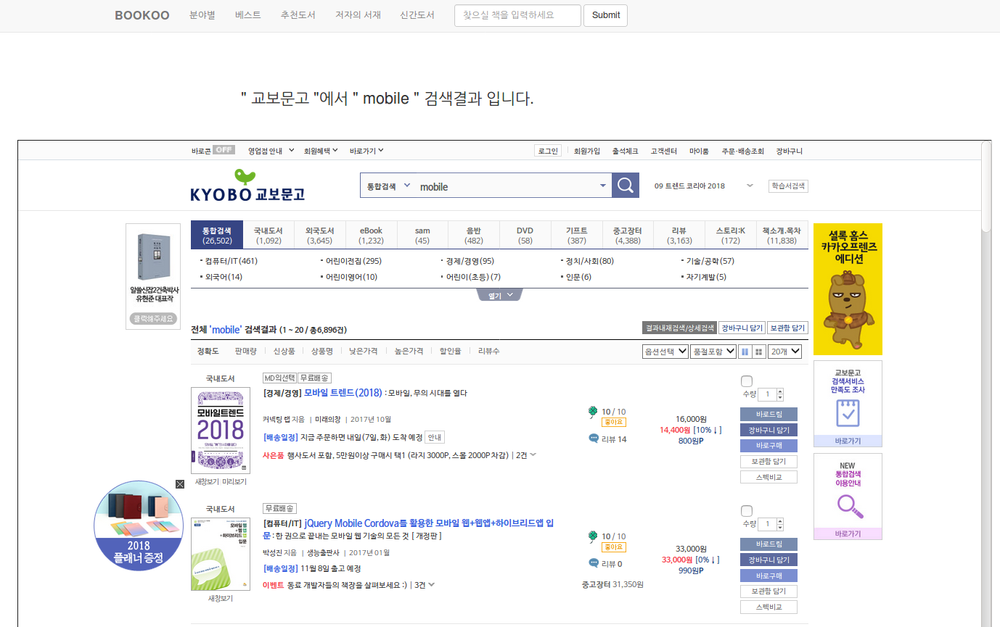 BOOKOO 분야별 베스트 추천도서 저자의 서재 신간도서 찾으실 책을 입력하세요 Submit
" 교보문고 "에서 " mobile " 검색결과 입니다.
바로콘 OFF 영업점 안내 회원혜택 바로가기 로그인 회원가입 출석체크 고객센터 마이룸 주문·배송조회 장바구니
KYOBO 교보문고 통합검색 mobile 09 트렌드 코리아 2018 학습서검색
통합검색 국내도서 외국도서 eBook sam 음반 DVD 기프트 중고장터 리뷰 스토리:K 책소개.목차
(26,502) (1,092) (3,645) (1,232) (45) (482) (58) (387) (4,388) (3,163) (172) (11,838)
컴퓨터/IT(461) 어린이전집(295) 경제/경영(95) 정치/사회(80) 기술/공학(57)
외국어(14) 어린이영어(10) 어린이(초등)(7) 인문(6) 자기계발(5)
열기
알쓸신잡2건축박사
유현준 대표작
클릭해주세요
셜록 홈스
카카오프렌즈
에디션
전체 'mobile' 검색결과 (1 ~ 20 / 총6,896건) 결과내재검색/상세검색 장바구니 담기 보관함 담기
정확도 판매량 신상품 상품명 낮은가격 높은가격 할인율 리뷰수 옵션선택 품절포함 20개
국내도서
모바일트렌드
2018
새창보기 미리보기
MD의선택 무료배송
[경제/경영] 모바일 트렌드(2018) : 모바일, 무의 시대를 열다
커넥팅 랩 지음 | 미래의창 | 2017년 10월
[배송일정] 지금 주문하면 내일(7일, 화) 도착 예정 안내
사은품 행사도서 포함, 5만원이상 구매시 택1 (라지 3000P, 스몰 2000P차감) | 2건
10 / 10
좋아요
리뷰 14
16,000원
14,400원 [10%↓]
800원P
수량 1
바로드림
장바구니 담기
바로구매
보관함 담기
스펙비교
교보문고
검색서비스
만족도 조사
바로가기
NEW
통합검색
이용안내
바로가기
2018
플래너 증정
국내도서
모바일 웹
+웹앱
+하이브리드앱
입문
새창보기
무료배송
[컴퓨터/IT] jQuery Mobile Cordova를 활용한 모바일 웹+웹앱+하이브리드앱 입
문 : 한 권으로 끝내는 모바일 웹 기술의 모든 것 [ 개정판 ]
박성진 지음 | 생능출판사 | 2017년 01월
[배송일정] 11월 8일 출고 예정
이벤트 동료 개발자들의 책장을 살펴보세요 :) | 3건
10 / 10
좋아요
리뷰 0
중고장터 31,350원
33,000원
33,000원 [0%↓]
990원P
수량 1
바로드림
장바구니 담기
바로구매
보관함 담기
스펙비교